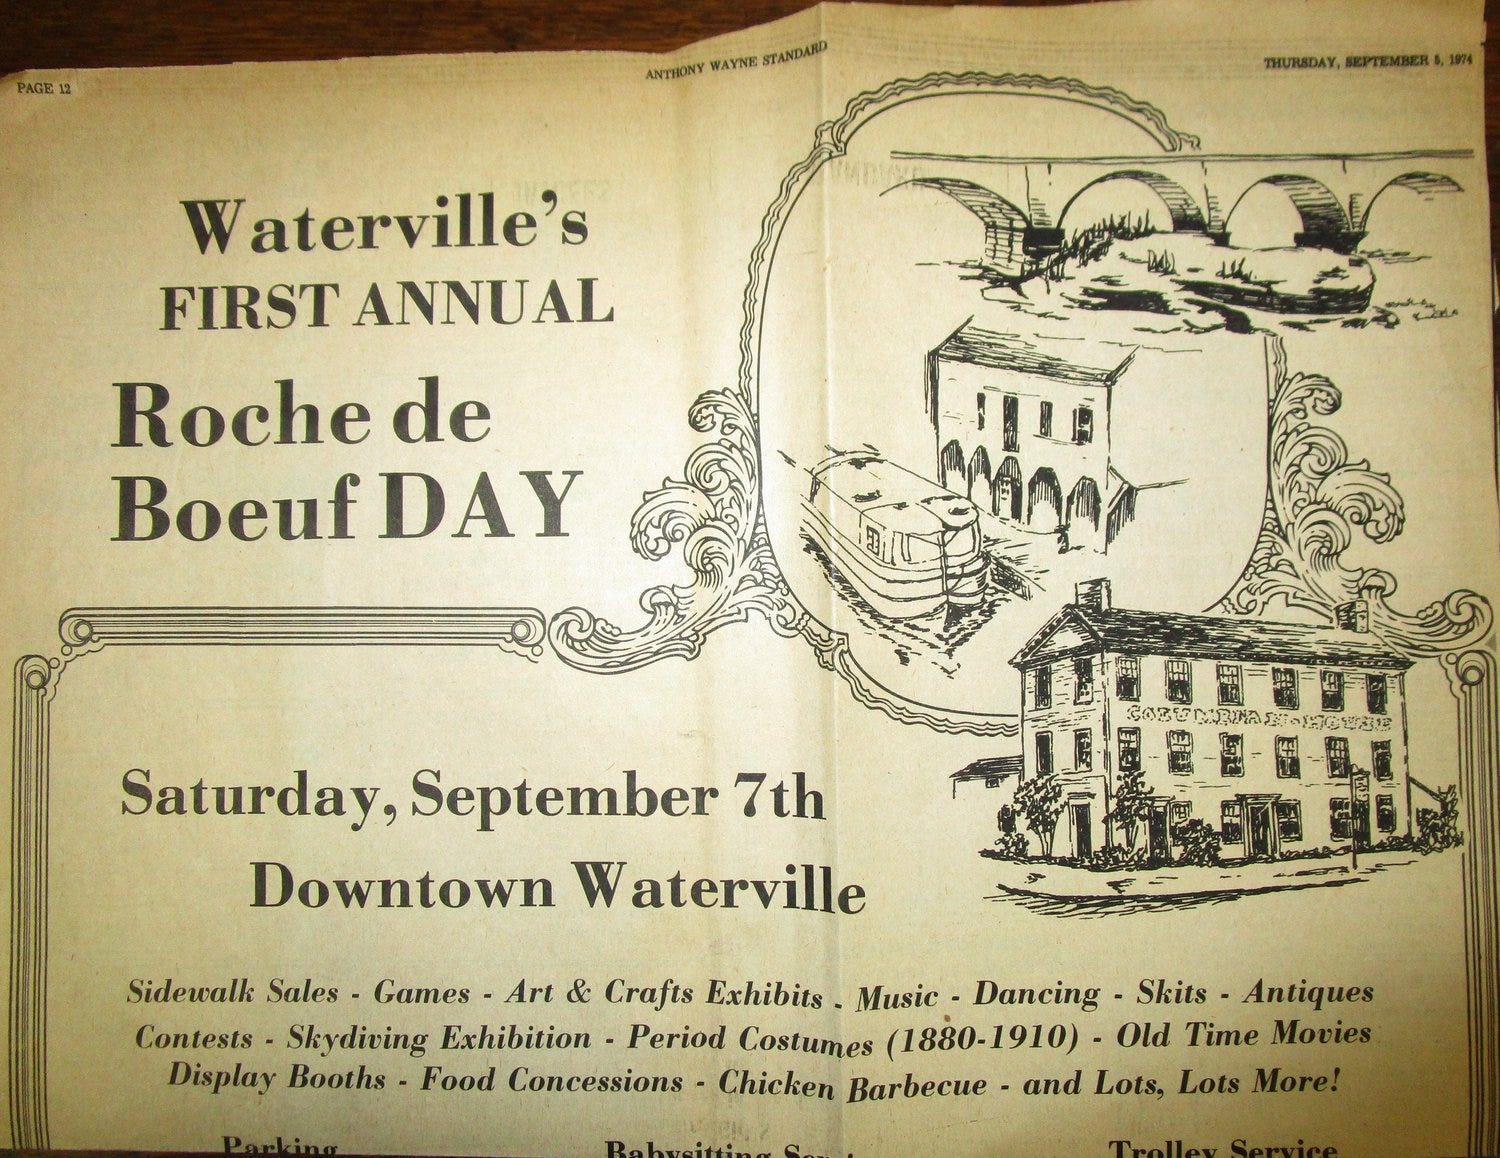 PAGE 12
ANTHONY WAYNE STANDARD
THURSDAY, SEPTEMBER 5, 1974
Waterville's
FIRST ANNUAL
Roche de
Boeuf DAY
COLUMBIAN HOUSE
Saturday, September 7th
Downtown Waterville
Sidewalk Sales - Games - Art & Crafts Exhibits - Music - Dancing - Skits - Antiques
Contests - Skydiving Exhibition - Period Costumes (1880-1910) - Old Time Movies
Display Booths - Food Concessions - Chicken Barbecue - and Lots, Lots More!
Parking
Babysitting
Trolley Service